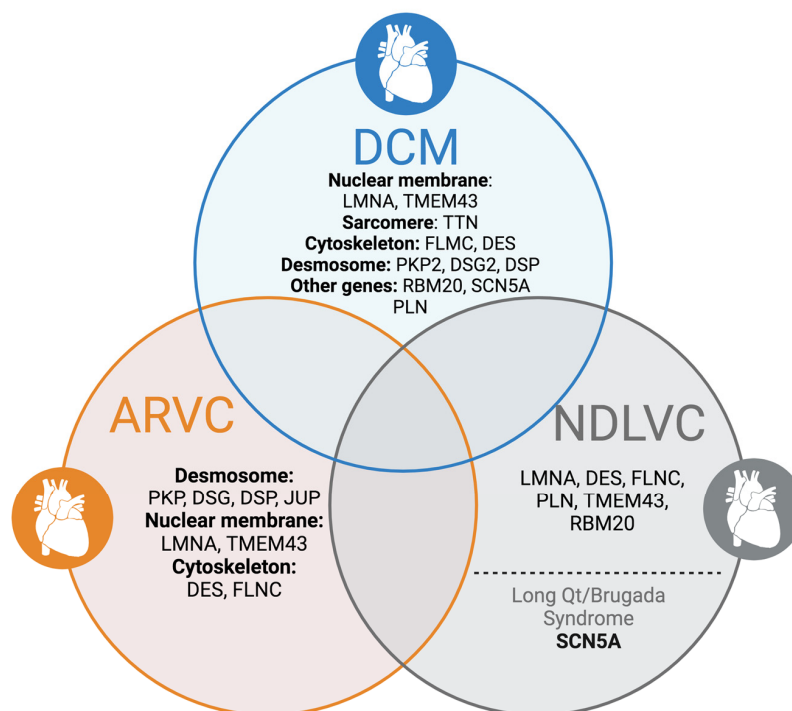 DCM
Nuclear membrane:
LMNA, TMEM43
Sarcomere: TTN
Cytoskeleton: FLMC, DES
Desmosome: PKP2, DSG2, DSP
Other genes: RBM20, SCN5A
PLN
ARVC
Desmosome:
PKP, DSG, DSP, JUP
Nuclear membrane:
LMNA, TMEM43
Cytoskeleton:
DES, FLNC
NDLVC
LMNA, DES, FLNC,
PLN, TMEM43,
RBM20
Long Qt/Brugada
Syndrome
SCN5A